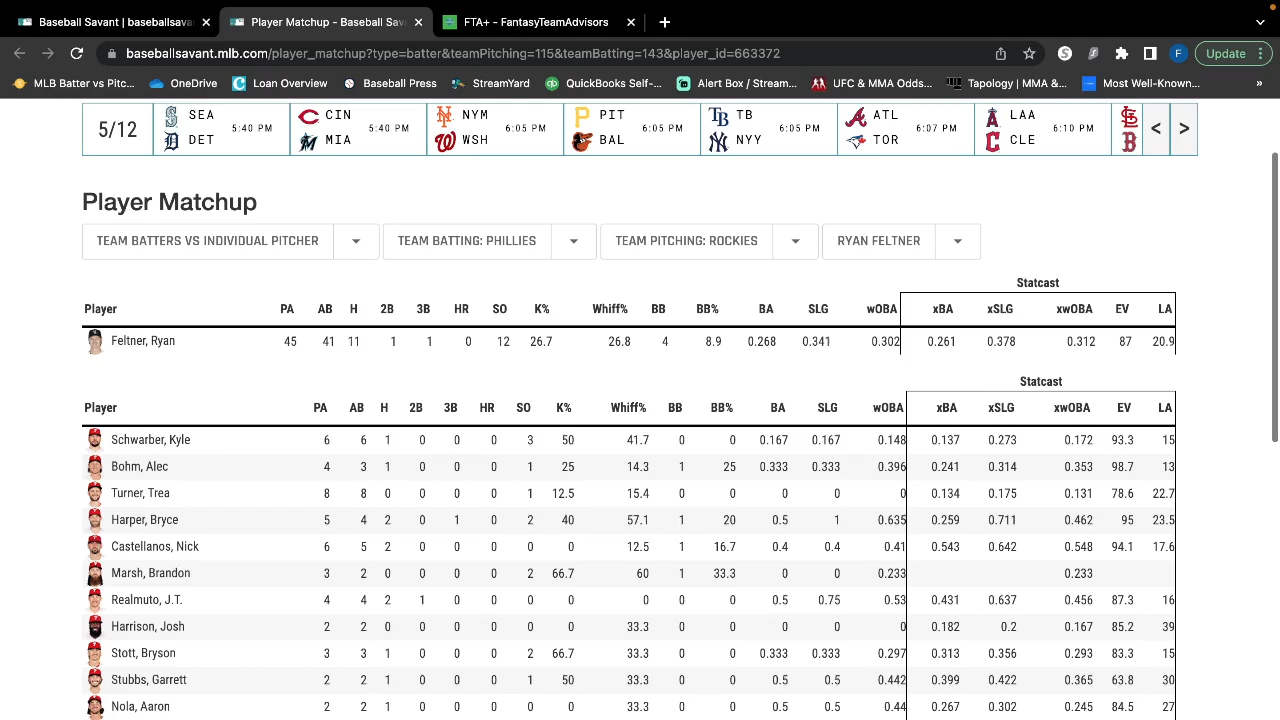 Baseball Savant | baseballsava
Player Matchup - Baseball Sava
FTA+ - FantasyTeamAdvisors
baseballsavant.mlb.com/player_matchup?type=batter&teamPitching=115&teamBatting=143&player_id=663372
F
Update
MLB Batter vs Pitc...
OneDrive
Loan Overview
Baseball Press
StreamYard
QuickBooks Self-...
Alert Box / Stream...
UFC & MMA Odds...
Tapology | MMA &...
Most Well-Known...
»
5/12
SEA DET 5:40 PM
CIN MIA 5:40 PM
NYM WSH 6:05 PM
PIT BAL 6:05 PM
TB NYY 6:05 PM
ATL TOR 6:07 PM
LAA CLE 6:10 PM
Player Matchup
TEAM BATTERS VS INDIVIDUAL PITCHER
TEAM BATTING: PHILLIES
TEAM PITCHING: ROCKIES
RYAN FELTNER
Statcast
Player PA AB H 2B 3B HR SO K% Whiff% BB BB% BA SLG wOBA xBA xSLG xwOBA EV LA
Feltner, Ryan 45 41 11 1 1 0 12 26.7 26.8 4 8.9 0.268 0.341 0.302 0.261 0.378 0.312 87 20.9
Statcast
Player PA AB H 2B 3B HR SO K% Whiff% BB BB% BA SLG wOBA xBA xSLG xwOBA EV LA
Schwarber, Kyle 6 6 1 0 0 0 3 50 41.7 0 0 0.167 0.167 0.148 0.137 0.273 0.172 93.3 15
Bohm, Alec 4 3 1 0 0 0 1 25 14.3 1 25 0.333 0.333 0.396 0.241 0.314 0.353 98.7 13
Turner, Trea 8 8 0 0 0 0 1 12.5 15.4 0 0 0 0 0 0.134 0.175 0.131 78.6 22.7
Harper, Bryce 5 4 2 0 1 0 2 40 57.1 1 20 0.5 1 0.635 0.259 0.711 0.462 95 23.5
Castellanos, Nick 6 5 2 0 0 0 0 0 12.5 1 16.7 0.4 0.4 0.41 0.543 0.642 0.548 94.1 17.6
Marsh, Brandon 3 2 0 0 0 0 2 66.7 60 1 33.3 0 0 0.233 0.233
Realmuto, J.T. 4 4 2 1 0 0 0 0 0 0 0 0.5 0.75 0.53 0.431 0.637 0.456 87.3 16
Harrison, Josh 2 2 0 0 0 0 0 0 33.3 0 0 0 0 0 0.182 0.2 0.167 85.2 39
Stott, Bryson 3 3 1 0 0 0 2 66.7 33.3 0 0 0.333 0.333 0.297 0.313 0.356 0.293 83.3 15
Stubbs, Garrett 2 2 1 0 0 0 1 50 33.3 0 0 0.5 0.5 0.442 0.399 0.422 0.365 63.8 30
Nola, Aaron 2 2 1 0 0 0 0 0 33.3 0 0 0.5 0.5 0.44 0.267 0.302 0.245 84.5 27